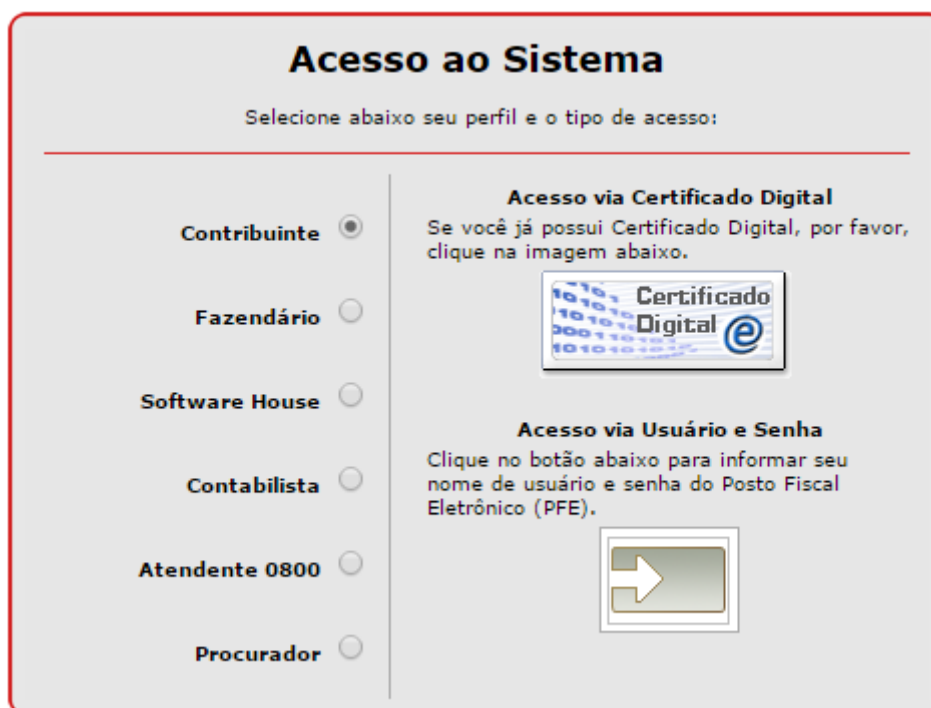 Acesso ao Sistema
Selecione abaixo seu perfil e o tipo de acesso:
Contribuinte
Fazendário
Software House
Contabilista
Atendente 0800
Procurador
Acesso via Certificado Digital
Se você já possui Certificado Digital, por favor,
clique na imagem abaixo.
Certificado
Digital
Acesso via Usuário e Senha
Clique no botão abaixo para informar seu
nome de usuário e senha do Posto Fiscal
Eletrônico (PFE).